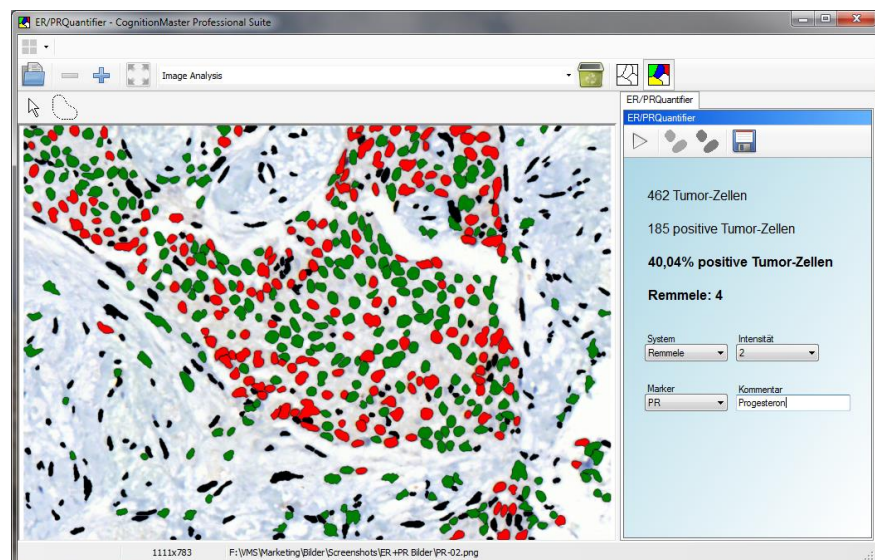 ER/PRQuantifier - CognitionMaster Professional Suite
Image Analysis
ER/PRQuantifier
ER/PRQuantifier
462 Tumor-Zellen
185 positive Tumor-Zellen
40,04% positive Tumor-Zellen
Remmele: 4
System Intensität
Remmele 2
Marker Kommentar
PR Progesteron
1111x783 F:\VMS\Marketing\Bilder\Screenshots\ER+PR Bilder\PR-02.png